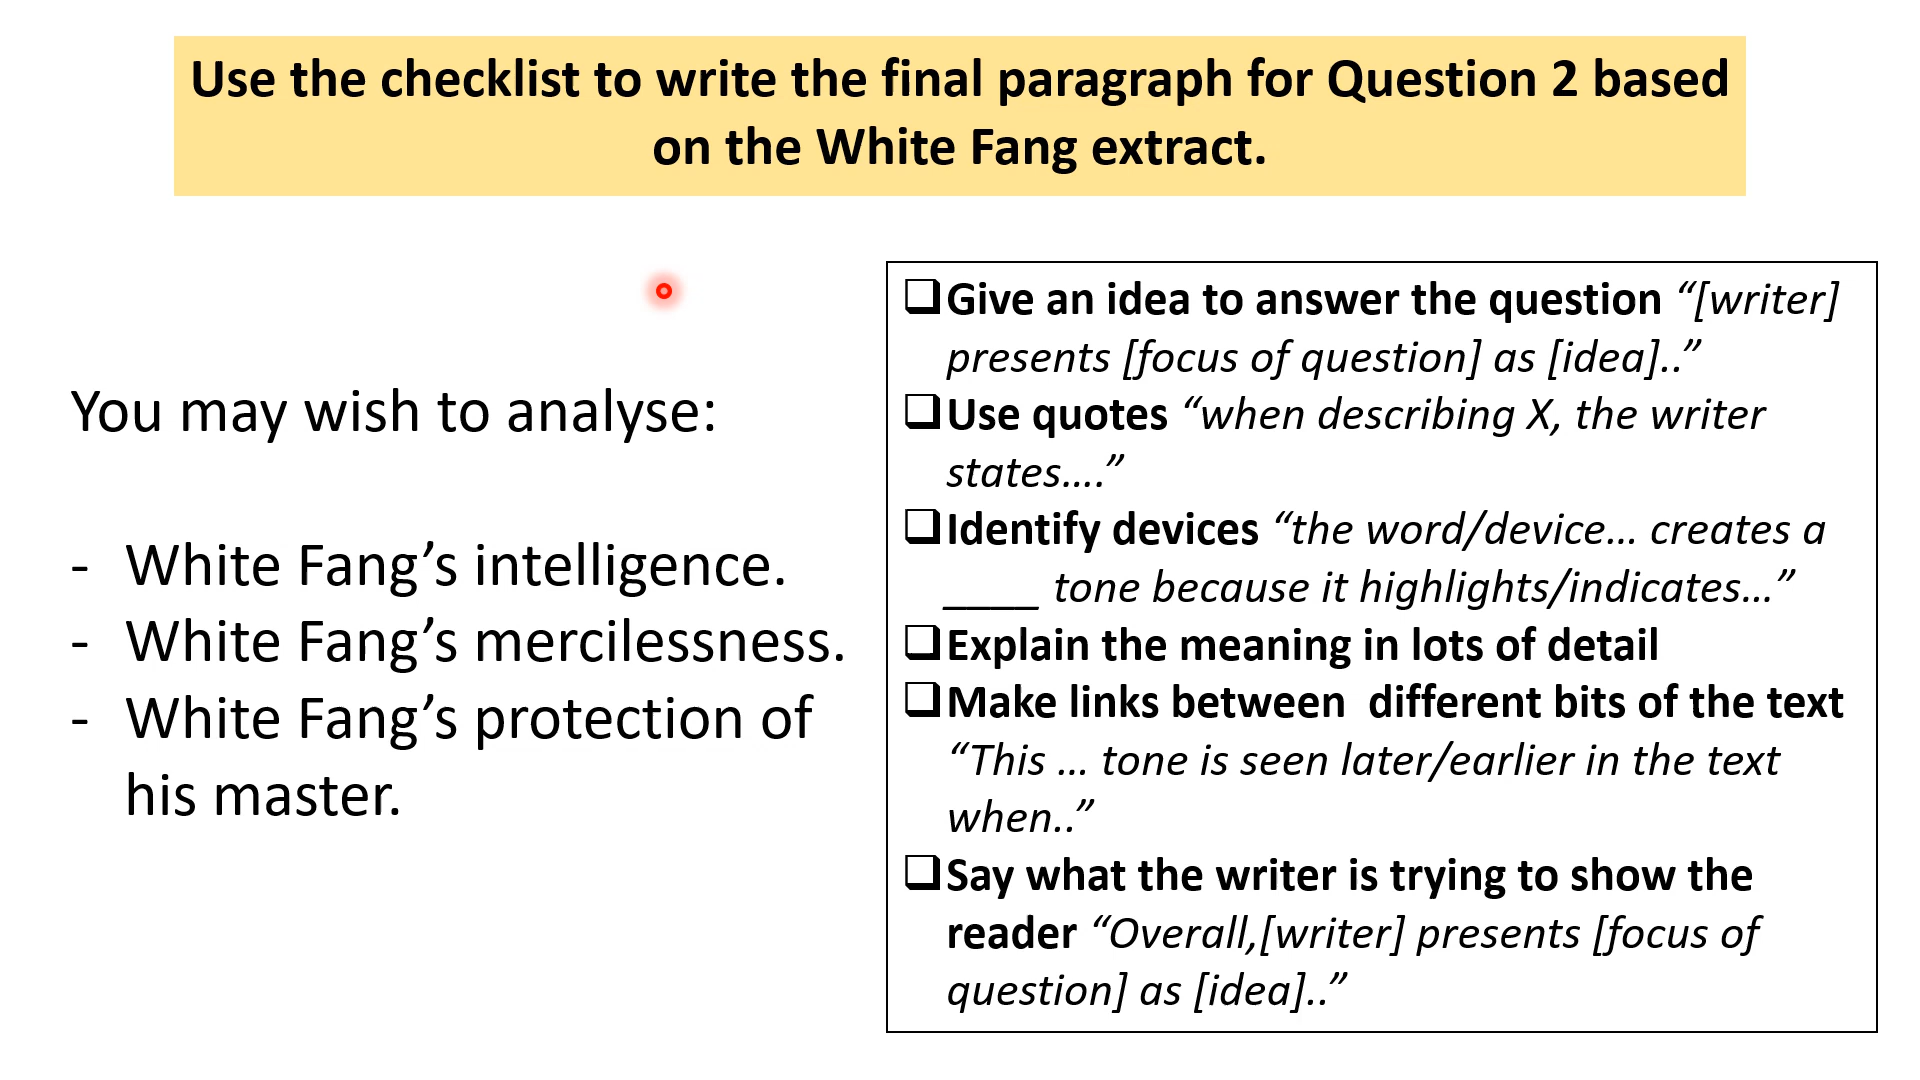 Use the checklist to write the final paragraph for Question 2 based
on the White Fang extract.
You may wish to analyse:
- White Fang’s intelligence.
- White Fang’s mercilessness.
- White Fang’s protection of
his master.
❑Give an idea to answer the question “[writer]
presents [focus of question] as [idea]..”
❑Use quotes “when describing X, the writer
states….”
❑Identify devices “the word/device… creates a
____ tone because it highlights/indicates…”
❑Explain the meaning in lots of detail
❑Make links between  different bits of the text
“This … tone is seen later/earlier in the text
when..”
❑Say what the writer is trying to show the
reader “Overall,[writer] presents [focus of
question] as [idea]..”